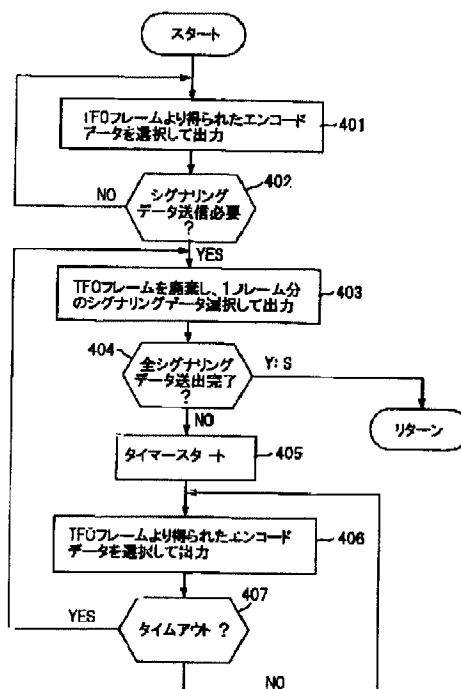 スタート
TFOフレームより得られたエンコード
データを選択して出力
401
シグナリング
データ送信必要
?
402
NO
YES
TFOフレームを廃棄し、1フレーム分
のシグナリングデータ選択して出力
403
404
全シグナリング
データ送出完了
?
Y:S
NO
リターン
タイマースタート
405
TFOフレームより得られたエンコード
データを選択して出力
406
407
タイムアウト ?
YES
NO